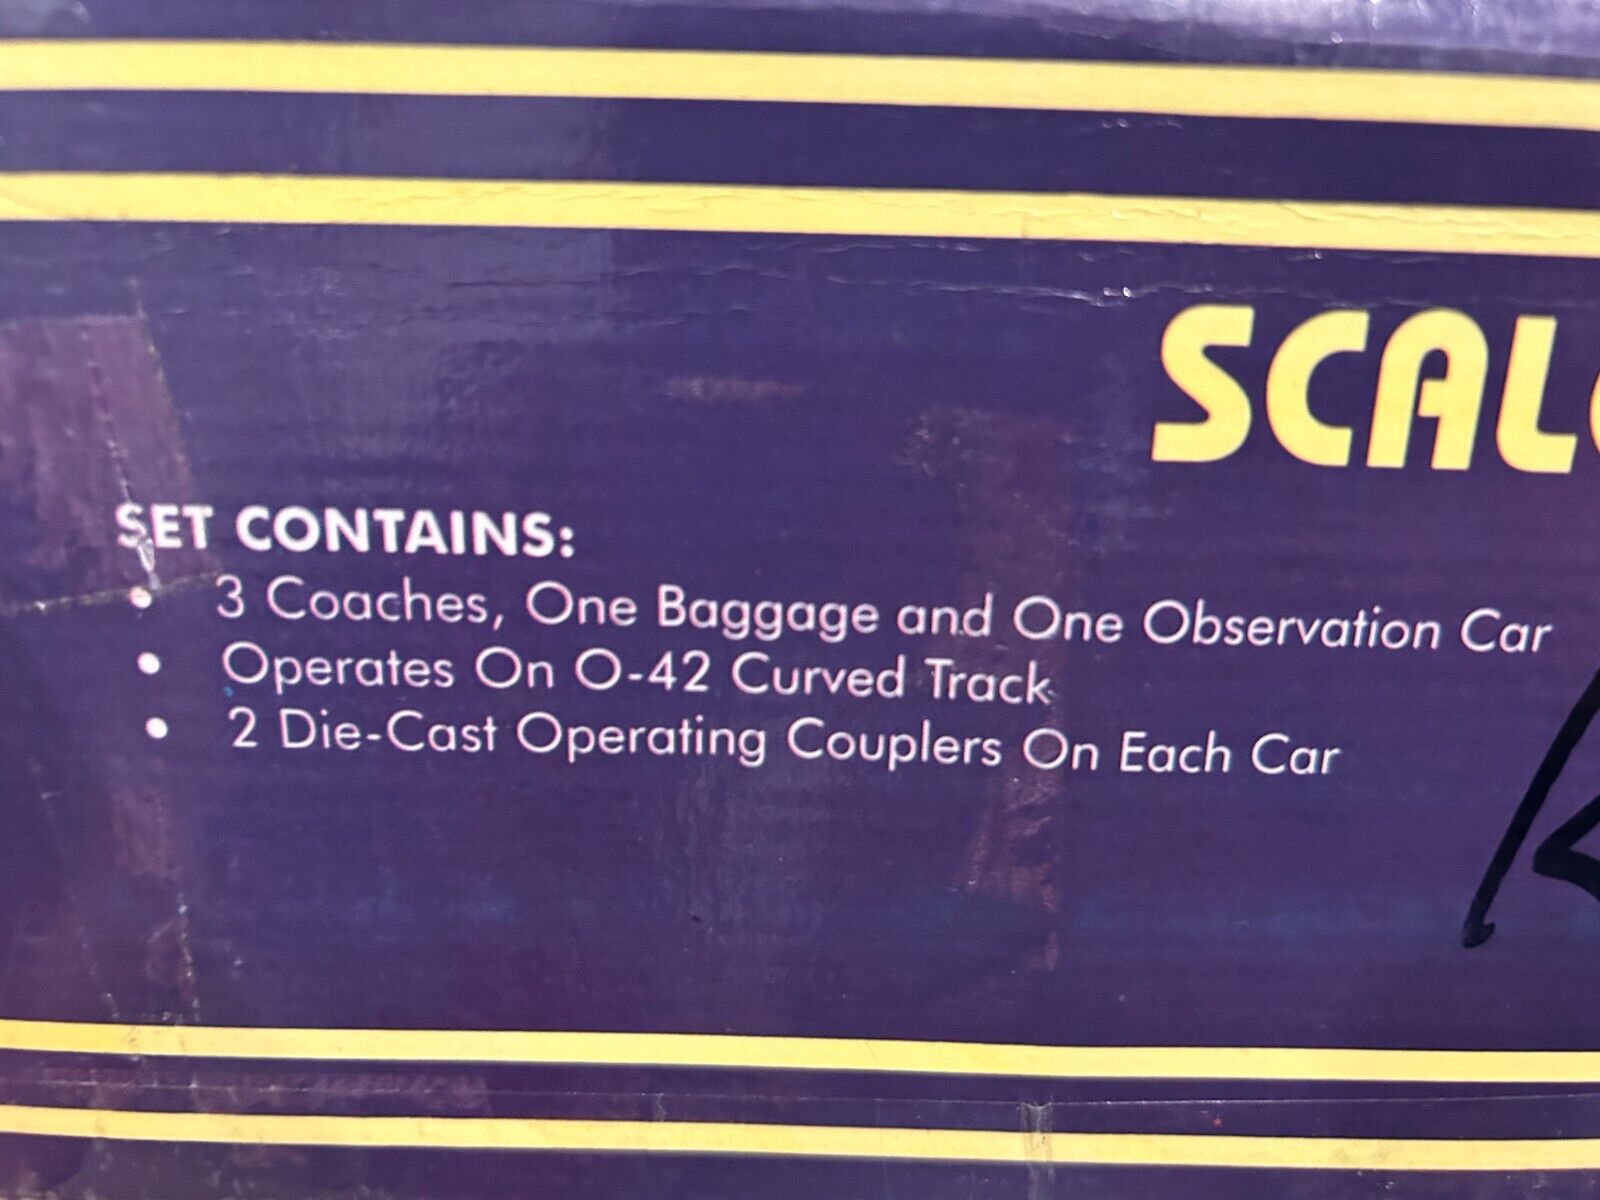 SCAL
SET CONTAINS:
• 3 Coaches, One Baggage and One Observation Car
• Operates On O-42 Curved Track
• 2 Die-Cast Operating Couplers On Each Car